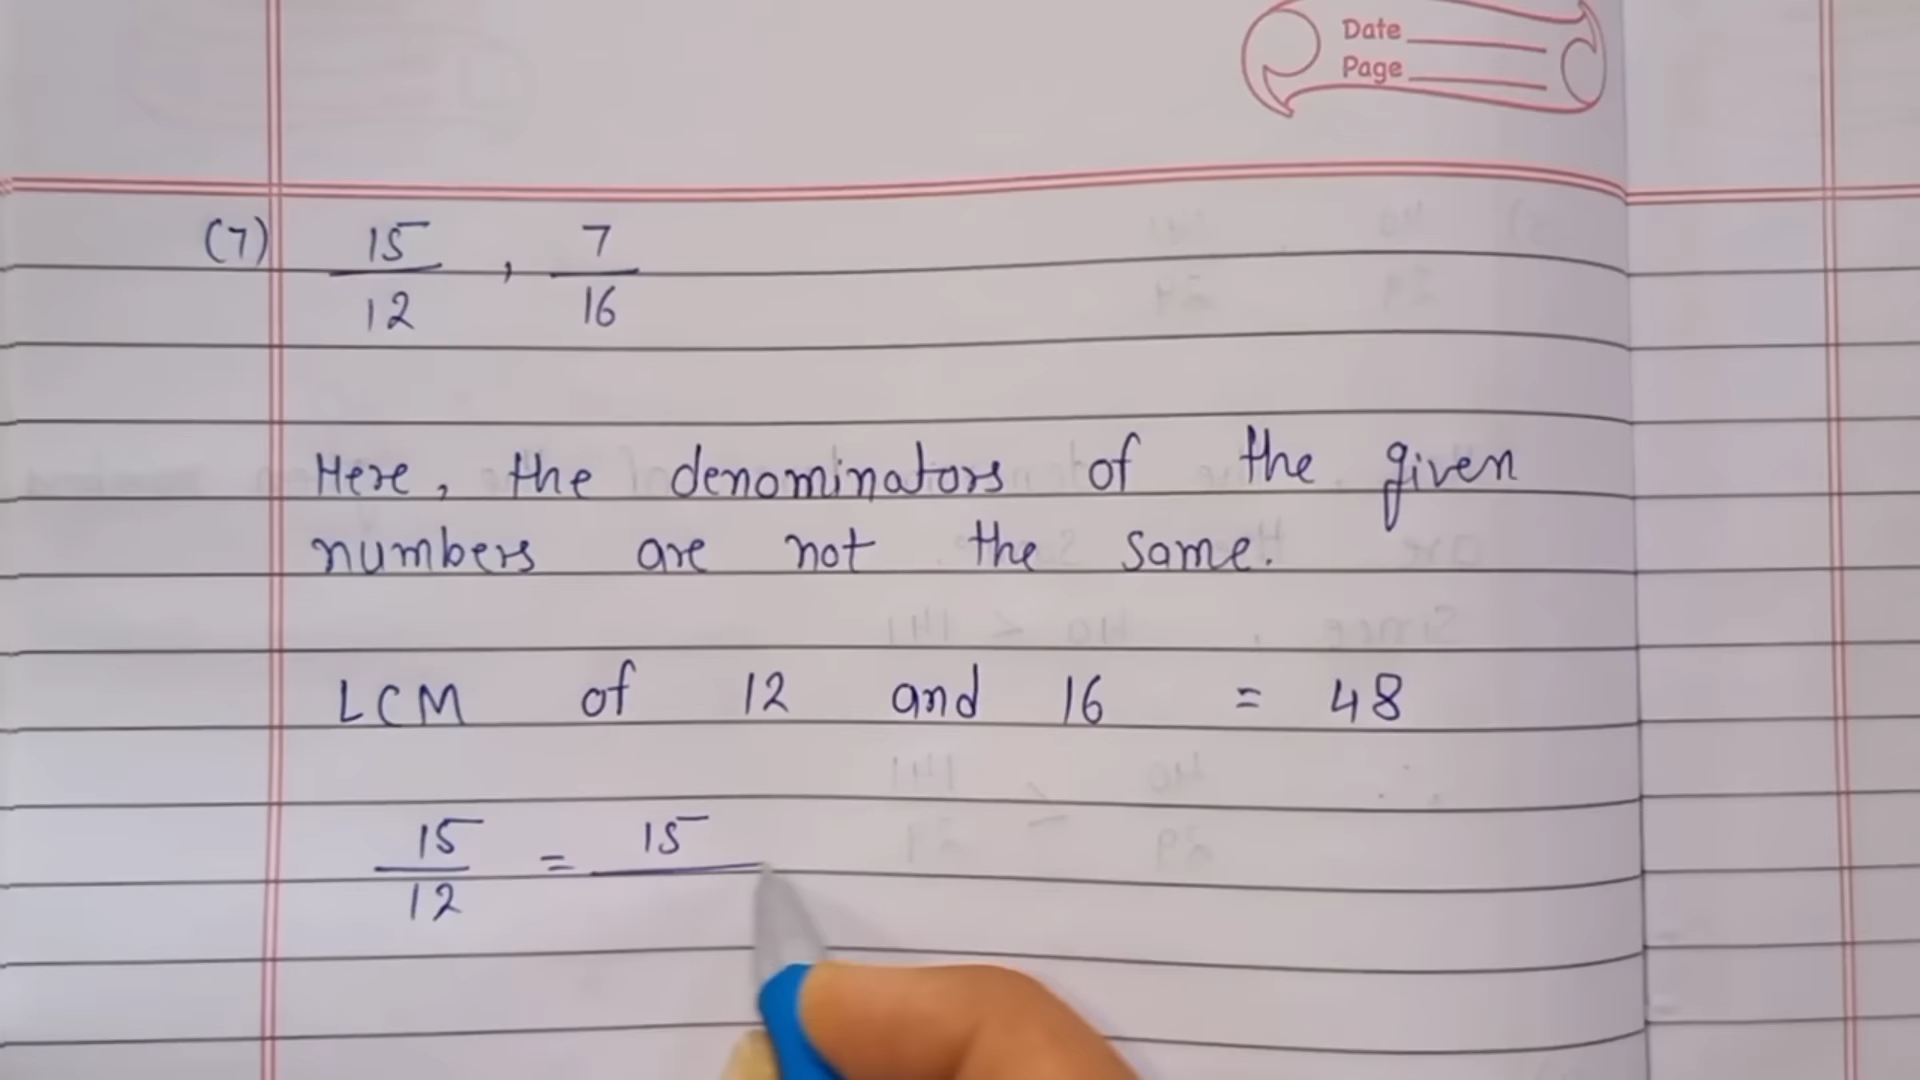 Date
Page
(7) 15/12 , 7/16
Here, the denominators of the given
numbers are not the same.
LCM of 12 and 16 = 48
15/12 = 15/